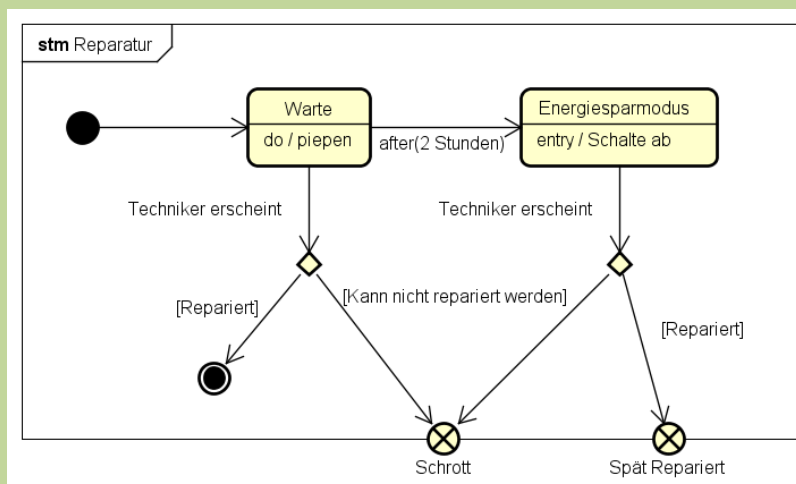 stm Reparatur
Warte
do / piepen
after(2 Stunden)
Energiesparmodus
entry / Schalte ab
Techniker erscheint
Techniker erscheint
[Repariert]
[Kann nicht repariert werden]
[Repariert]
Schrott
Spät Repariert